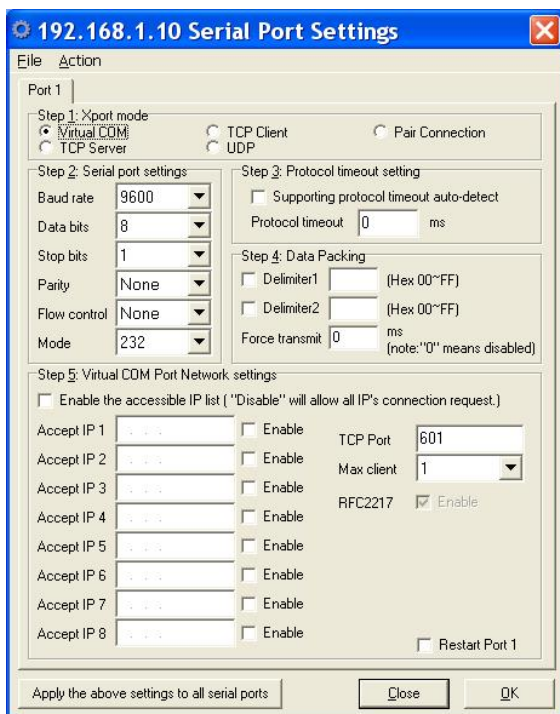 192.168.1.10 Serial Port Settings
File Action
Port 1
Step 1: Xport mode
Virtual COM TCP Client Pair Connection
TCP Server UDP
Step 2: Serial port settings
Baud rate 9600
Data bits 8
Stop bits 1
Parity None
Flow control None
Mode 232
Step 3: Protocol timeout setting
Supporting protocol timeout auto-detect
Protocol timeout 0 ms
Step 4: Data Packing
Delimiter1 (Hex 00~FF)
Delimiter2 (Hex 00~FF)
Force transmit 0 ms
(note:"0" means disabled)
Step 5: Virtual COM Port Network settings
Enable the accessible IP list ( "Disable" will allow all IP's connection request.)
Accept IP 1 . . . Enable
Accept IP 2 . . . Enable
Accept IP 3 . . . Enable
Accept IP 4 . . . Enable
Accept IP 5 . . . Enable
Accept IP 6 . . . Enable
Accept IP 7 . . . Enable
Accept IP 8 . . . Enable
TCP Port 601
Max client 1
RFC2217 Enable
Restart Port 1
Apply the above settings to all serial ports Close OK